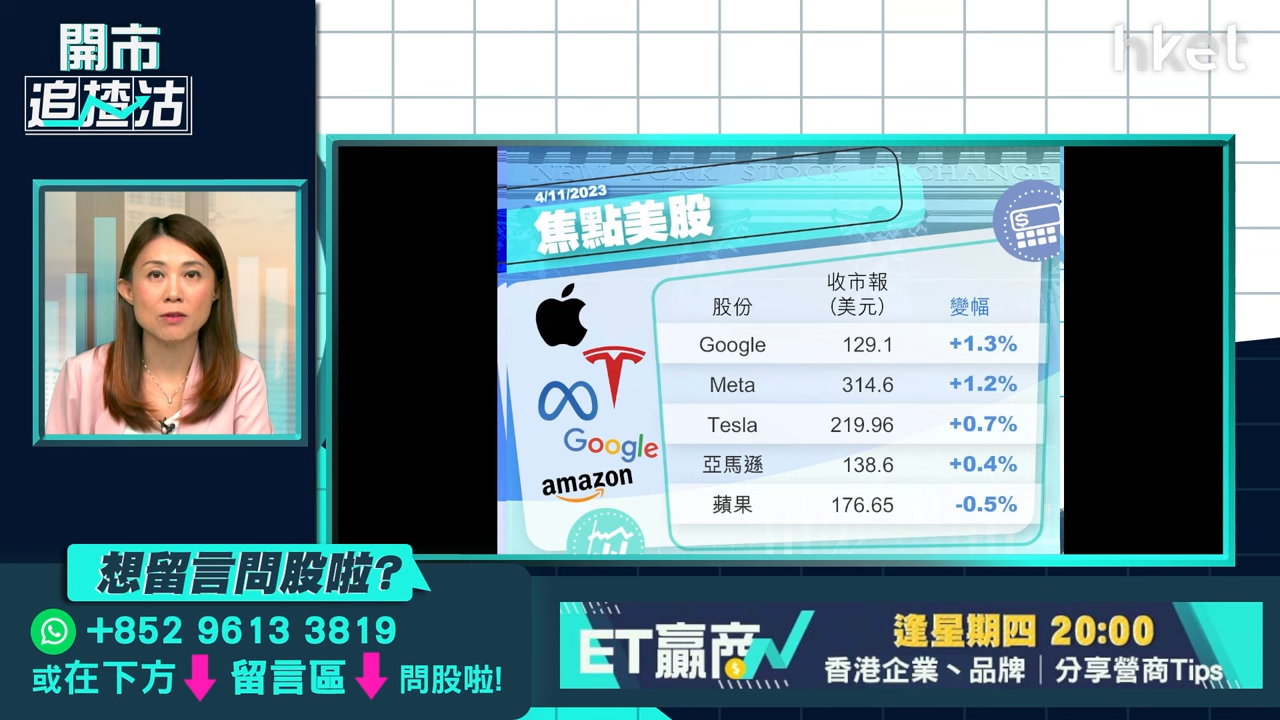 開市
追揸沽
hket
NEW YORK STOCK EXCHANGE
4/11/2023
焦點美股
股份
收市報
(美元)
變幅
Google 129.1 +1.3%
Meta 314.6 +1.2%
Tesla 219.96 +0.7%
亞馬遜 138.6 +0.4%
蘋果 176.65 -0.5%
Google
amazon
想留言問股啦?
+852 9613 3819
或在下方 留言區 問股啦!
ET贏商
逢星期四 20:00
香港企業、品牌｜分享營商Tips